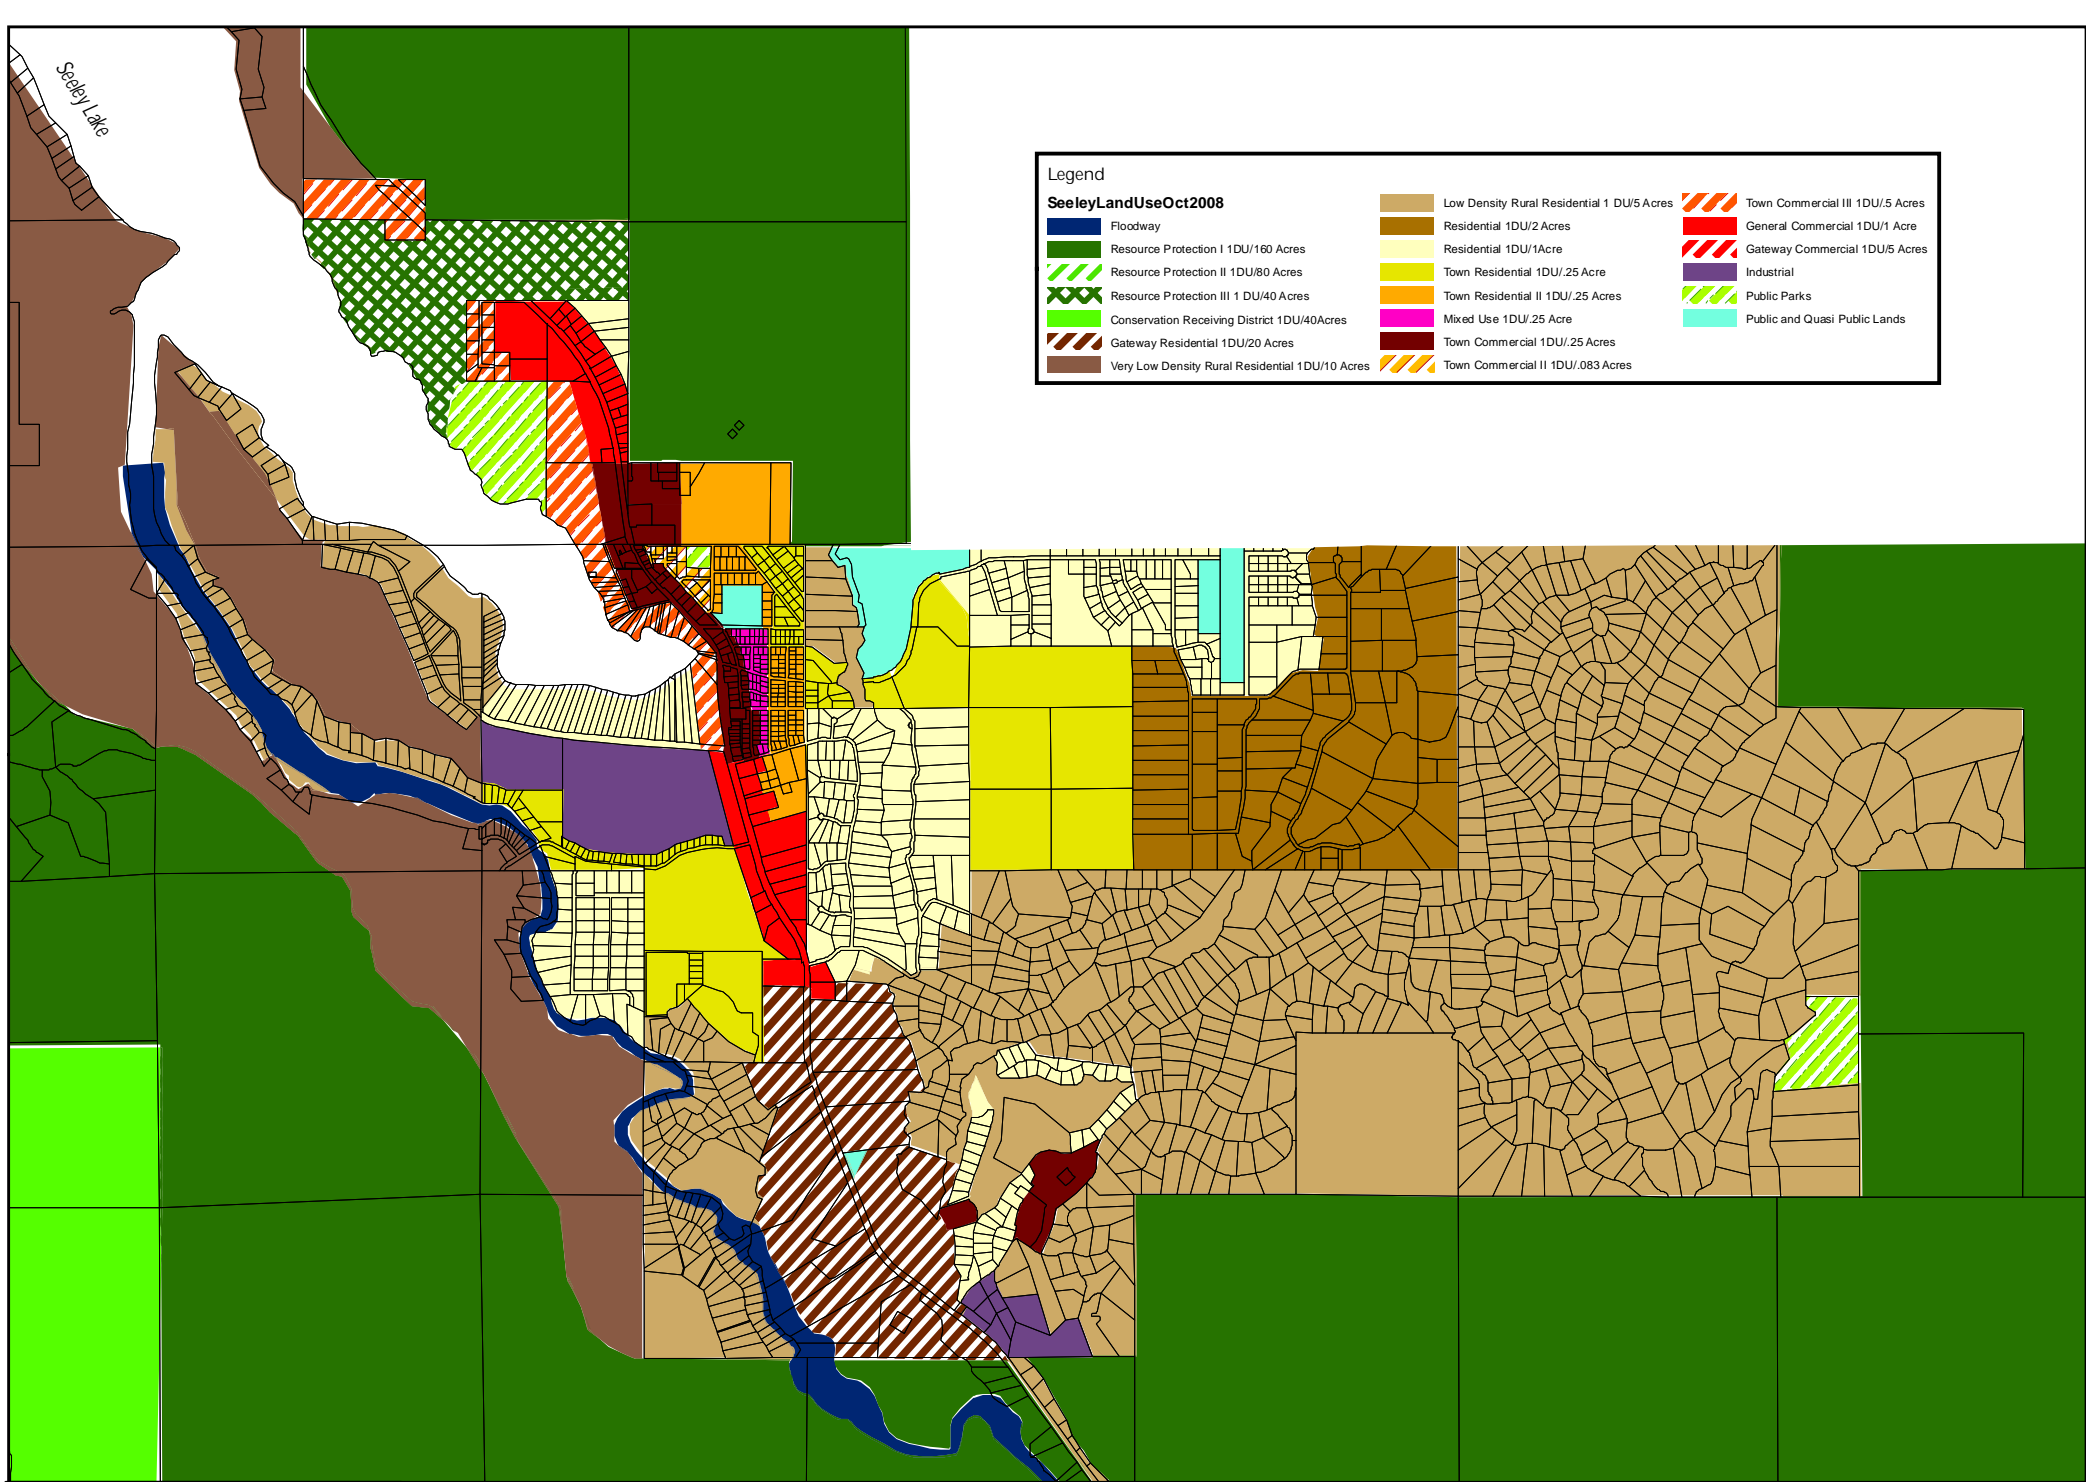 Seeley Lake
Legend
SeeleyLandUseOct2008
Floodway
Resource Protection I 1DU/160 Acres
Resource Protection II 1DU/80 Acres
Resource Protection III 1 DU/40 Acres
Conservation Receiving District 1DU/40Acres
Gateway Residential 1DU/20 Acres
Very Low Density Rural Residential 1DU/10 Acres
Low Density Rural Residential 1 DU/5 Acres
Residential 1DU/2 Acres
Residential 1DU/1Acre
Town Residential 1DU/.25 Acre
Town Residential II 1DU/.25 Acres
Mixed Use 1DU/.25 Acre
Town Commercial 1DU/.25 Acres
Town Commercial II 1DU/.083 Acres
Town Commercial III 1DU/.5 Acres
General Commercial 1DU/1 Acre
Gateway Commercial 1DU/5 Acres
Industrial
Public Parks
Public and Quasi Public Lands